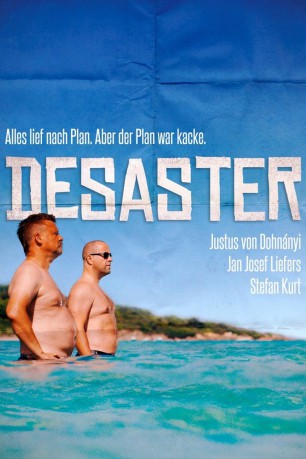 Alles lief nach Plan. Aber der Plan war kacke.
DESASTER
Justus von Dohnányi
Jan Josef Liefers
Stefan Kurt